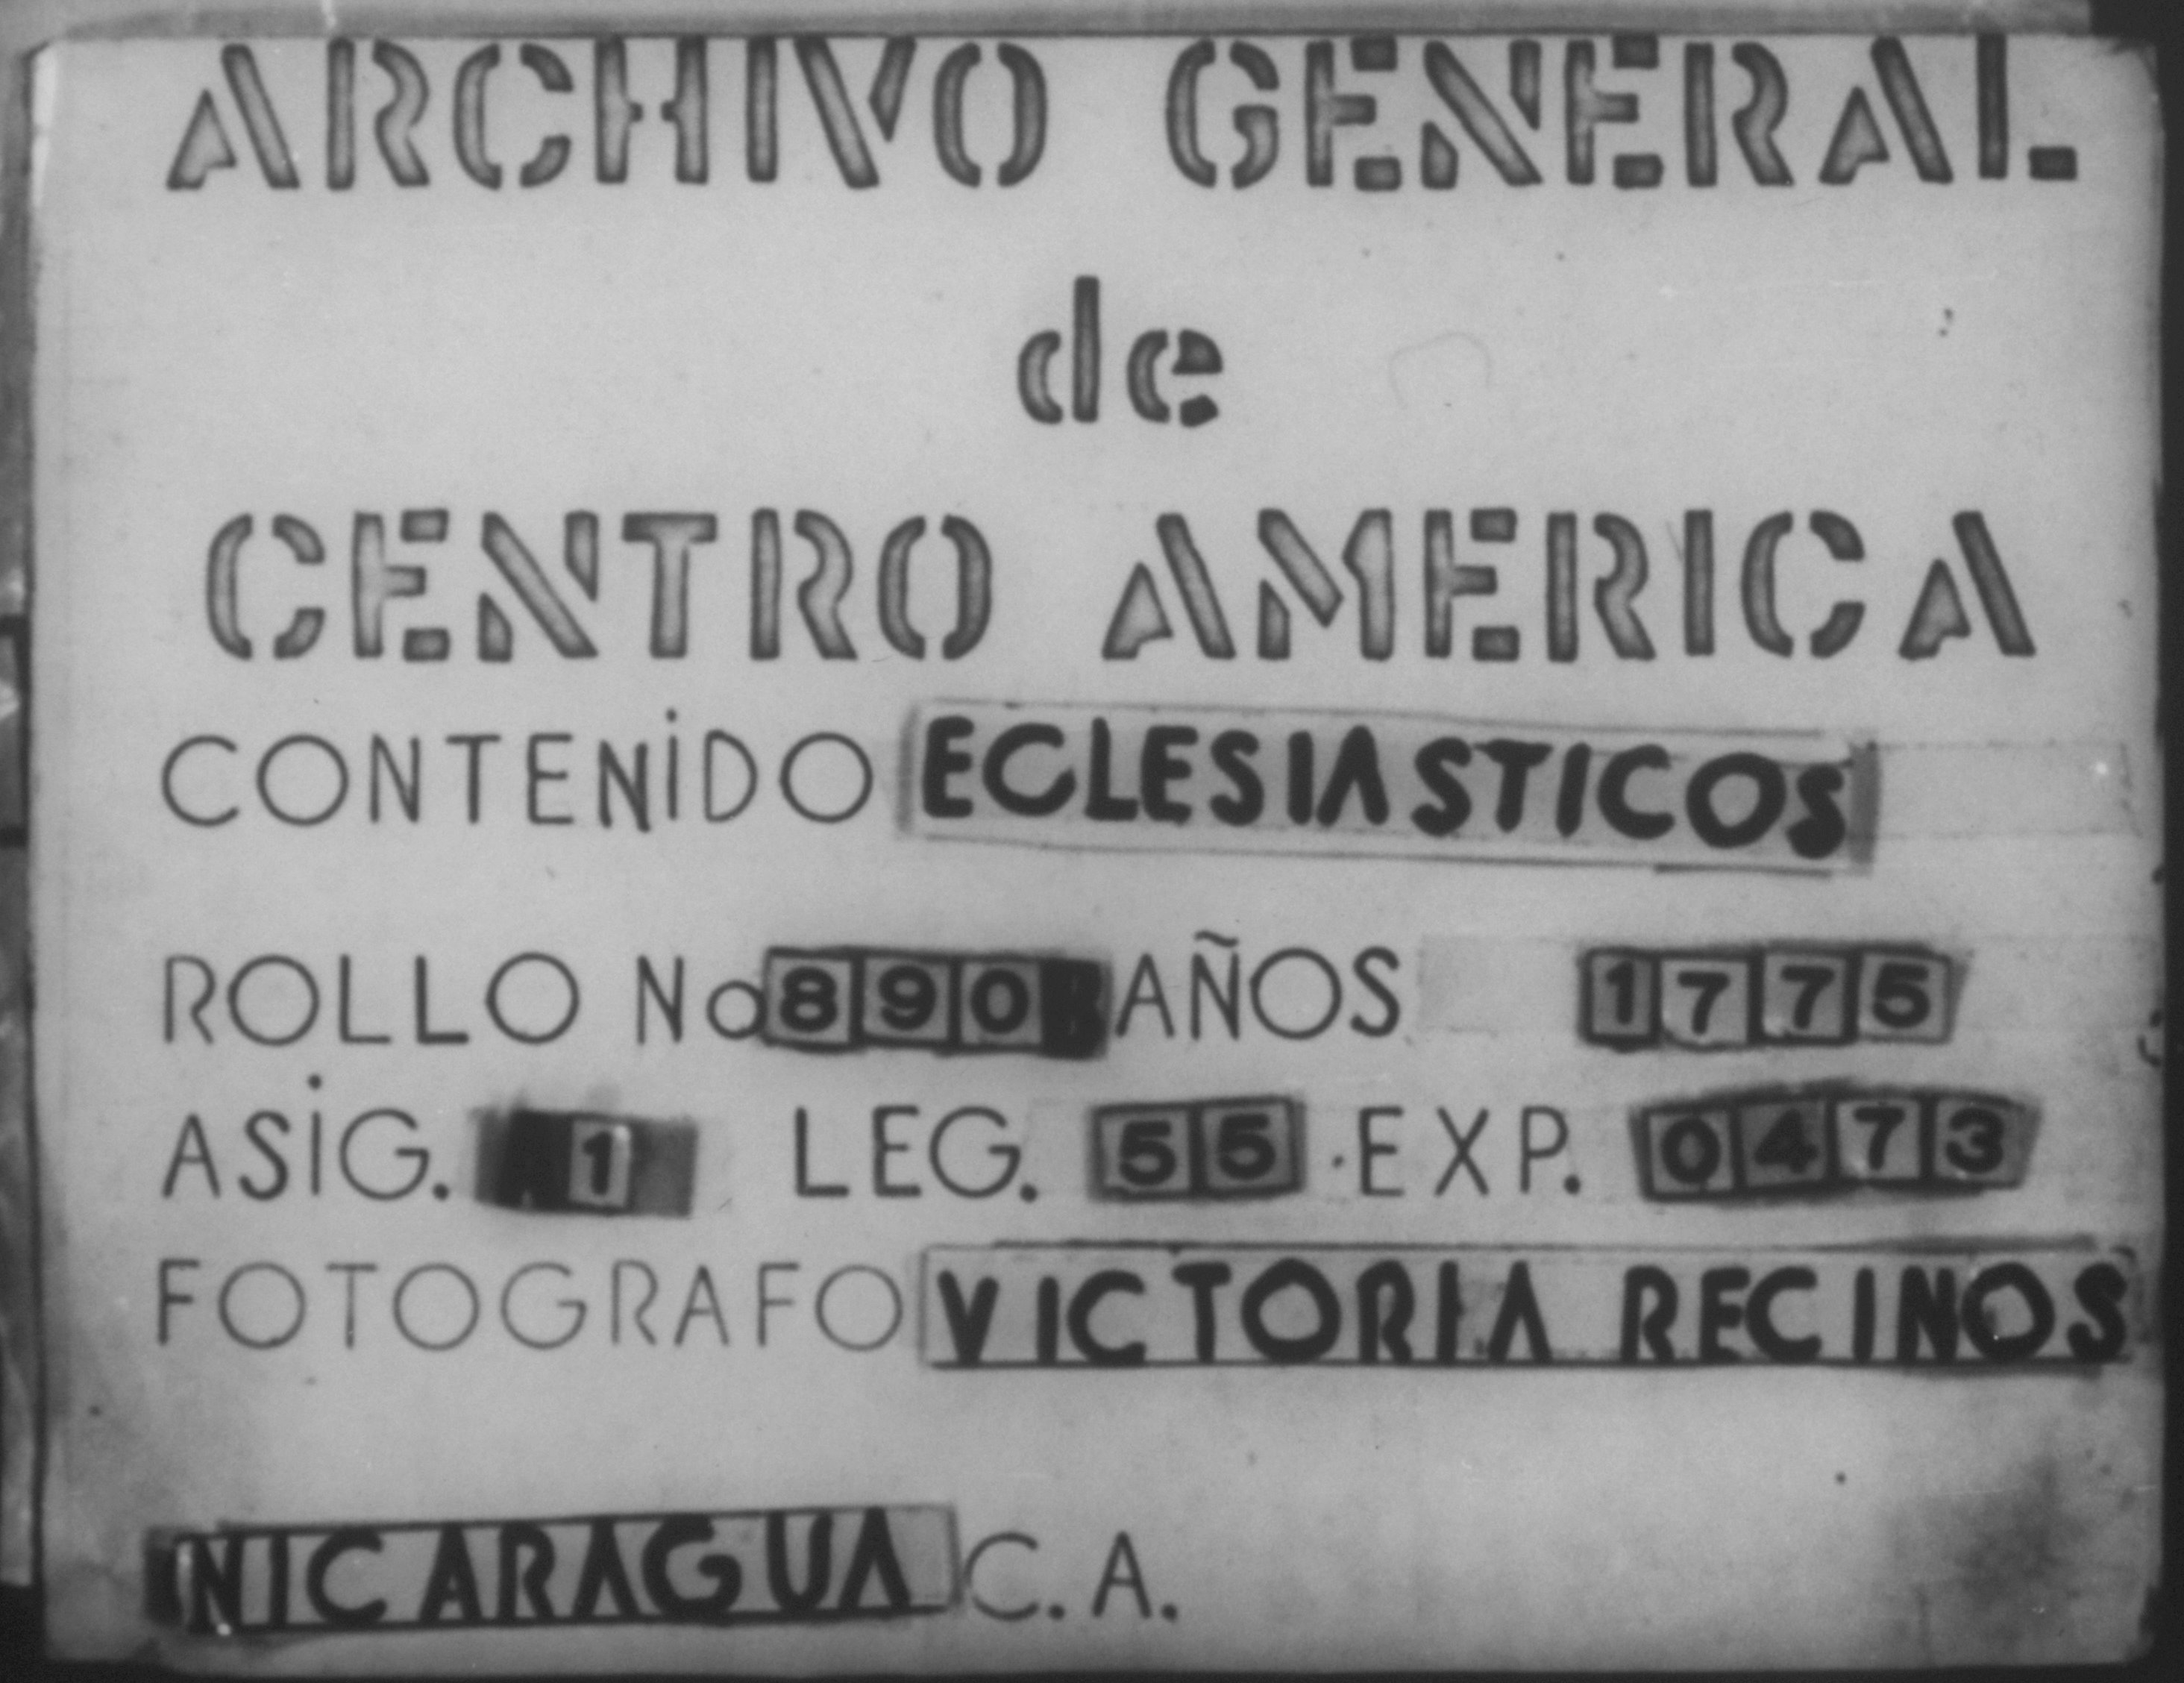 ARCHIVO GENERAL
de
CENTRO AMERICA
CONTENIDO ECLESIASTICOS
ROLLO No 890 AÑOS 1775
ASIG. 1 LEG. 55 EXP. 0473
FOTOGRAFO VICTORIA RECINOS
NICARAGUA C.A.